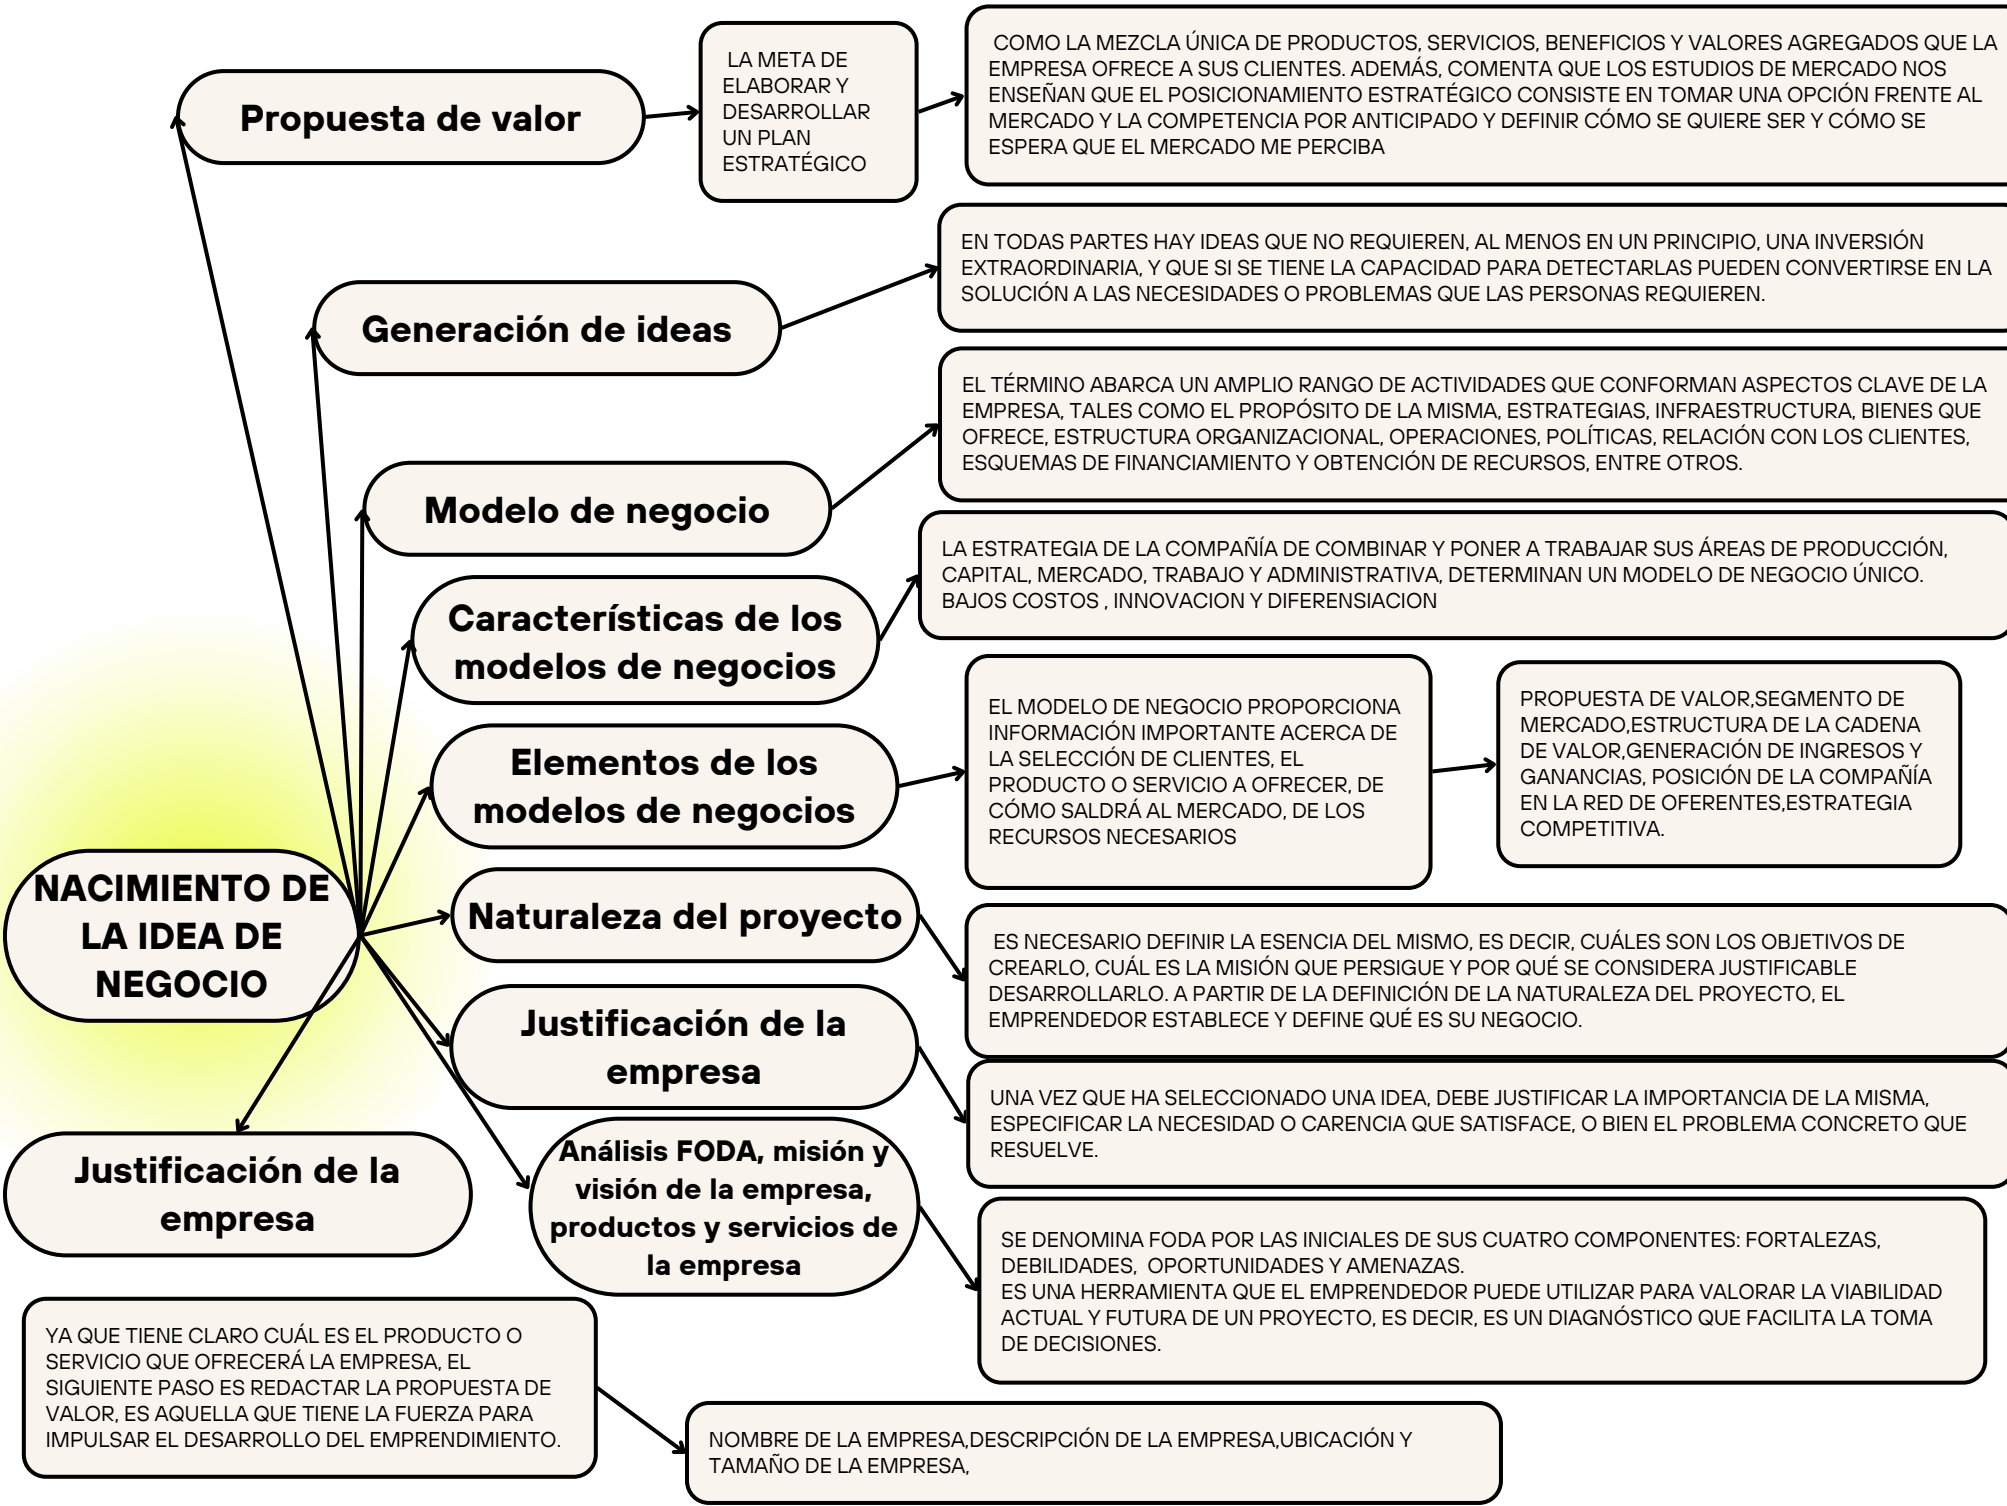 Propuesta de valor
LA META DE
ELABORAR Y
DESARROLLAR
UN PLAN
ESTRATÉGICO
COMO LA MEZCLA ÚNICA DE PRODUCTOS, SERVICIOS, BENEFICIOS Y VALORES AGREGADOS QUE LA
EMPRESA OFRECE A SUS CLIENTES. ADEMÁS, COMENTA QUE LOS ESTUDIOS DE MERCADO NOS
ENSEÑAN QUE EL POSICIONAMIENTO ESTRATÉGICO CONSISTE EN TOMAR UNA OPCIÓN FRENTE AL
MERCADO Y LA COMPETENCIA POR ANTICIPADO Y DEFINIR CÓMO SE QUIERE SER Y CÓMO SE
ESPERA QUE EL MERCADO ME PERCIBA
Generación de ideas
EN TODAS PARTES HAY IDEAS QUE NO REQUIEREN, AL MENOS EN UN PRINCIPIO, UNA INVERSIÓN
EXTRAORDINARIA, Y QUE SI SE TIENE LA CAPACIDAD PARA DETECTARLAS PUEDEN CONVERTIRSE EN LA
SOLUCIÓN A LAS NECESIDADES O PROBLEMAS QUE LAS PERSONAS REQUIEREN.
Modelo de negocio
EL TÉRMINO ABARCA UN AMPLIO RANGO DE ACTIVIDADES QUE CONFORMAN ASPECTOS CLAVE DE LA
EMPRESA, TALES COMO EL PROPÓSITO DE LA MISMA, ESTRATEGIAS, INFRAESTRUCTURA, BIENES QUE
OFRECE, ESTRUCTURA ORGANIZACIONAL, OPERACIONES, POLÍTICAS, RELACIÓN CON LOS CLIENTES,
ESQUEMAS DE FINANCIAMIENTO Y OBTENCIÓN DE RECURSOS, ENTRE OTROS.
Características de los
modelos de negocios
LA ESTRATEGIA DE LA COMPAÑÍA DE COMBINAR Y PONER A TRABAJAR SUS ÁREAS DE PRODUCCIÓN,
CAPITAL, MERCADO, TRABAJO Y ADMINISTRATIVA, DETERMINAN UN MODELO DE NEGOCIO ÚNICO.
BAJOS COSTOS , INNOVACION Y DIFERENSIACION
Elementos de los
modelos de negocios
EL MODELO DE NEGOCIO PROPORCIONA
INFORMACIÓN IMPORTANTE ACERCA DE
LA SELECCIÓN DE CLIENTES, EL
PRODUCTO O SERVICIO A OFRECER, DE
CÓMO SALDRÁ AL MERCADO, DE LOS
RECURSOS NECESARIOS
PROPUESTA DE VALOR,SEGMENTO DE
MERCADO,ESTRUCTURA DE LA CADENA
DE VALOR,GENERACIÓN DE INGRESOS Y
GANANCIAS, POSICIÓN DE LA COMPAÑÍA
EN LA RED DE OFERENTES,ESTRATEGIA
COMPETITIVA.
NACIMIENTO DE
LA IDEA DE
NEGOCIO
Naturaleza del proyecto
ES NECESARIO DEFINIR LA ESENCIA DEL MISMO, ES DECIR, CUÁLES SON LOS OBJETIVOS DE
CREARLO, CUÁL ES LA MISIÓN QUE PERSIGUE Y POR QUÉ SE CONSIDERA JUSTIFICABLE
DESARROLLARLO. A PARTIR DE LA DEFINICIÓN DE LA NATURALEZA DEL PROYECTO, EL
EMPRENDEDOR ESTABLECE Y DEFINE QUÉ ES SU NEGOCIO.
Justificación de la
empresa
UNA VEZ QUE HA SELECCIONADO UNA IDEA, DEBE JUSTIFICAR LA IMPORTANCIA DE LA MISMA,
ESPECIFICAR LA NECESIDAD O CARENCIA QUE SATISFACE, O BIEN EL PROBLEMA CONCRETO QUE
RESUELVE.
Justificación de la
empresa
Análisis FODA, misión y
visión de la empresa,
productos y servicios de
la empresa
SE DENOMINA FODA POR LAS INICIALES DE SUS CUATRO COMPONENTES: FORTALEZAS,
DEBILIDADES, OPORTUNIDADES Y AMENAZAS.
ES UNA HERRAMIENTA QUE EL EMPRENDEDOR PUEDE UTILIZAR PARA VALORAR LA VIABILIDAD
ACTUAL Y FUTURA DE UN PROYECTO, ES DECIR, ES UN DIAGNÓSTICO QUE FACILITA LA TOMA
DE DECISIONES.
YA QUE TIENE CLARO CUÁL ES EL PRODUCTO O
SERVICIO QUE OFRECERÁ LA EMPRESA, EL
SIGUIENTE PASO ES REDACTAR LA PROPUESTA DE
VALOR, ES AQUELLA QUE TIENE LA FUERZA PARA
IMPULSAR EL DESARROLLO DEL EMPRENDIMIENTO.
NOMBRE DE LA EMPRESA,DESCRIPCIÓN DE LA EMPRESA,UBICACIÓN Y
TAMAÑO DE LA EMPRESA,